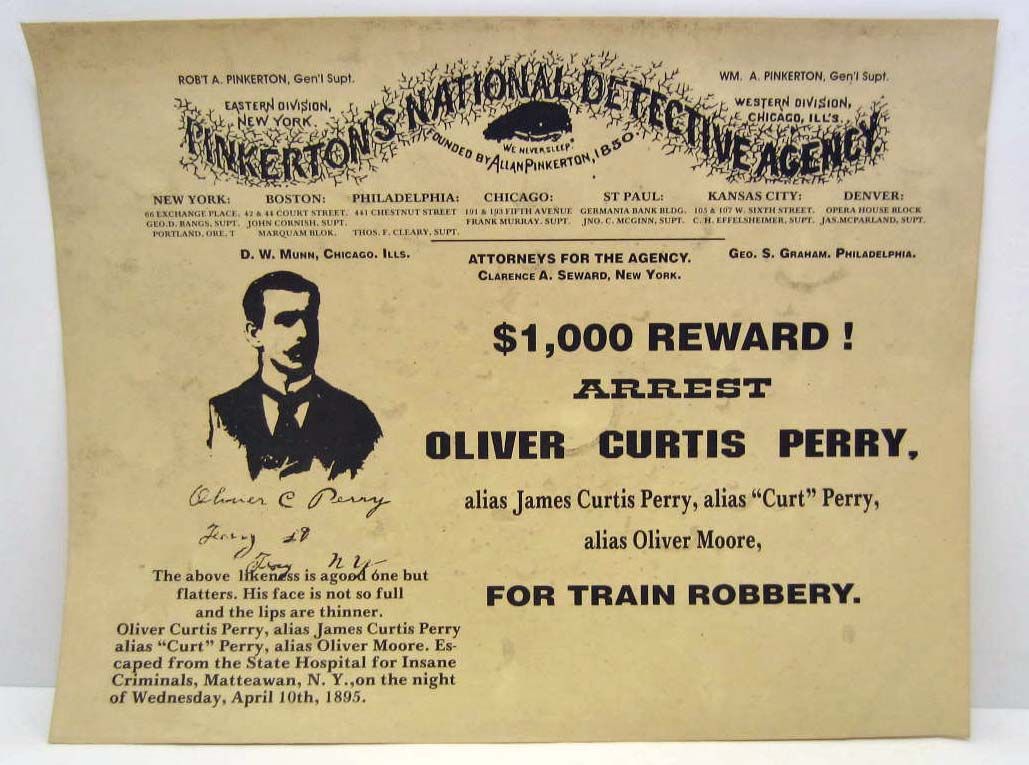 ROB'T A. PINKERTON, Gen'l Supt.
WM. A. PINKERTON, Gen'l Supt.
EASTERN DIVISION,
NEW YORK.
WESTERN DIVISION,
CHICAGO, ILL'S.
PINKERTON'S NATIONAL DETECTIVE AGENCY.
WE NEVER SLEEP"
FOUNDED BY ALLAN PINKERTON, 1850
NEW YORK: BOSTON: PHILADELPHIA: CHICAGO: ST PAUL: KANSAS CITY: DENVER:
66 EXCHANGE PLACE, 42 & 44 COURT STREET, 441 CHESTNUT STREET 191 & 193 FIFTH AVENUE GERMANIA BANK BLDG. 105 & 107 W. SIXTH STREET, OPERA HOUSE BLOCK
GEO.D. BANGS, SUPT. JOHN CORNISH, SUPT. FRANK MURRAY. SUPT. JNO. C. MCGINN, SUPT. C. H. EFFELSHEIMER, SUPT. JAS.MCPARLAND, SUPT.
PORTLAND, ORE. T MARQUAM BLOK. THOS. F. CLEARY, SUPT.
D. W. MUNN, CHICAGO. ILLS. ATTORNEYS FOR THE AGENCY. GEO. S. GRAHAM. PHILADELPHIA.
CLARENCE A. SEWARD, NEW YORK.
$1,000 REWARD !
ARREST
OLIVER CURTIS PERRY,
alias James Curtis Perry, alias “Curt” Perry,
alias Oliver Moore,
FOR TRAIN ROBBERY.
Oliver C Perry
Troy N Y
The above likeness is agood one but
flatters. His face is not so full
and the lips are thinner.
Oliver Curtis Perry, alias James Curtis Perry
alias “Curt” Perry, alias Oliver Moore. Es-
caped from the State Hospital for Insane
Criminals, Matteawan, N. Y.,on the night
of Wednesday, April 10th, 1895.